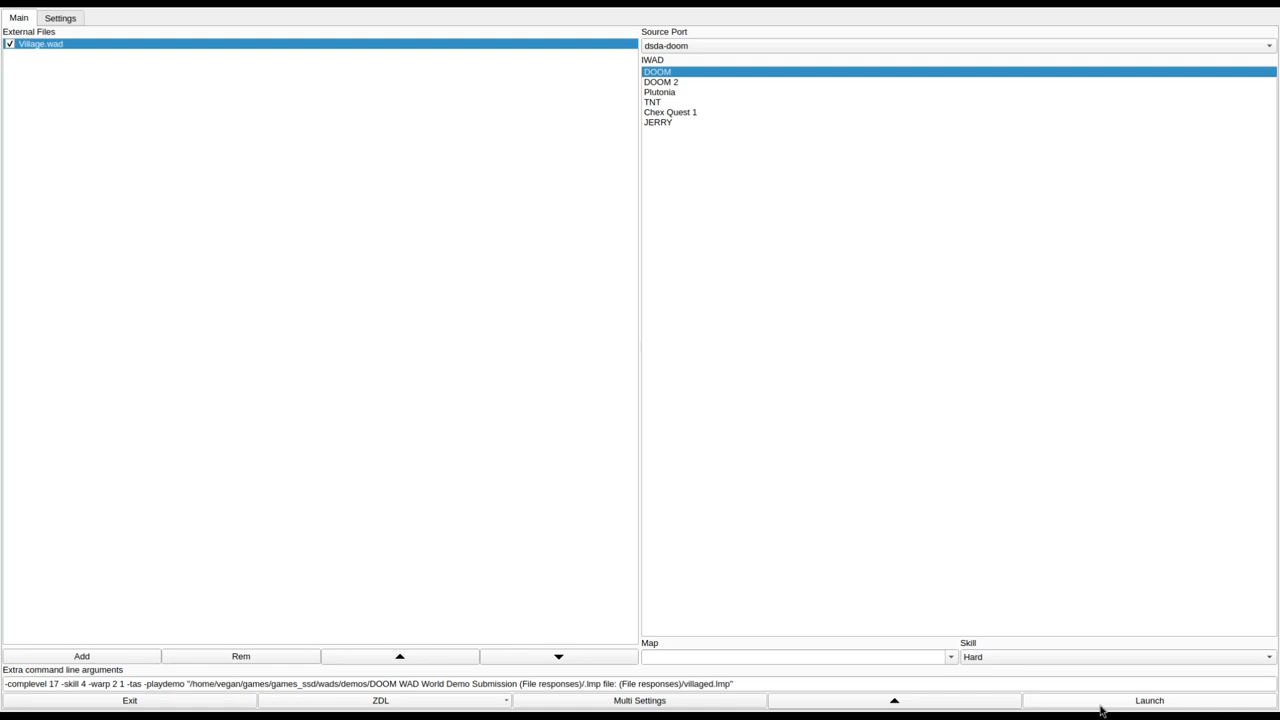 Main
Settings
External Files
Village.wad
Source Port
dsda-doom
IWAD
DOOM
DOOM 2
Plutonia
TNT
Chex Quest 1
JERRY
Map
Skill
Hard
Add
Rem
Extra command line arguments
-complevel 17 -skill 4 -warp 2 1 -tas -playdemo "/home/vegan/games/games_ssd/wads/demos/DOOM WAD World Demo Submission (File responses)/.lmp file: (File responses)/villaged.lmp"
Exit
ZDL
Multi Settings
Launch